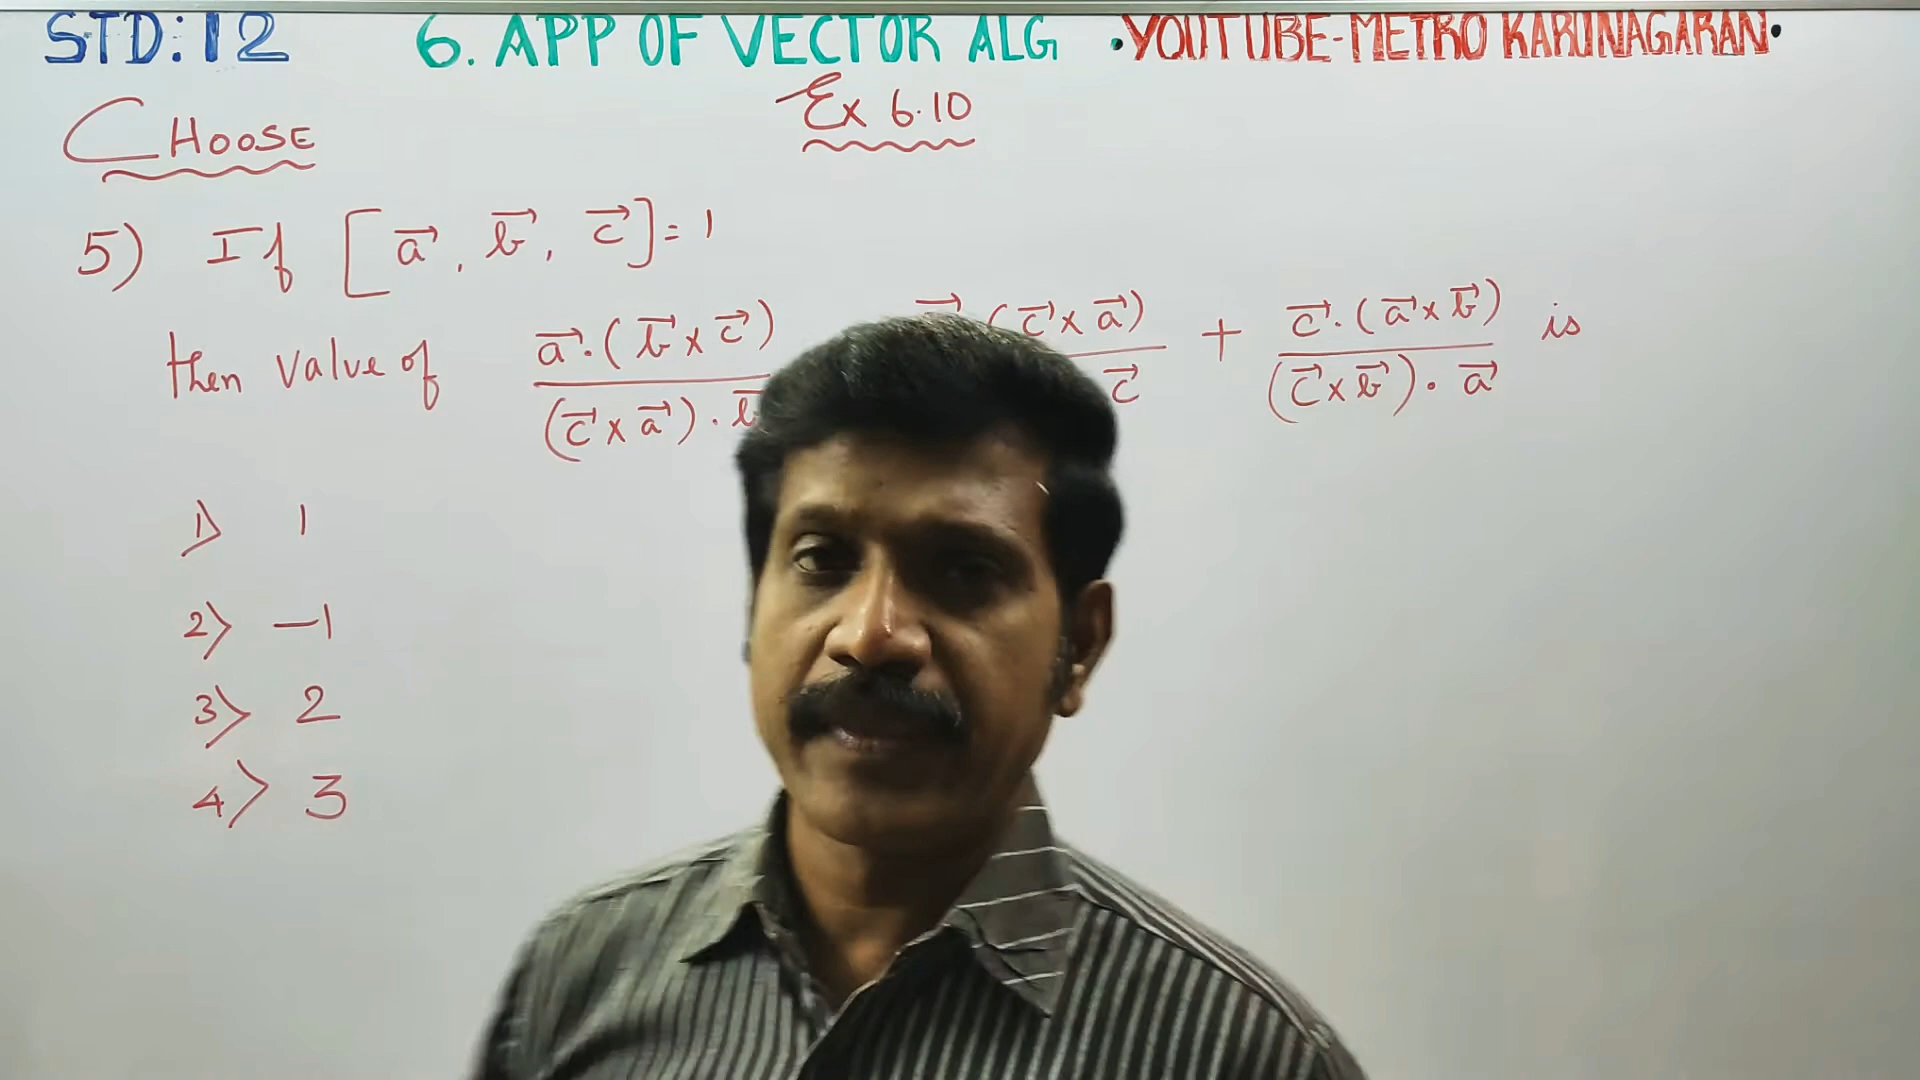 STD:12 6. APP OF VECTOR ALG •YOUTUBE-METRO KARUNAGARAN•
CHOOSE Ex 6.10
5) If [a⃗, b⃗, c⃗] = 1
then value of a⃗·(b⃗×c⃗)/(c⃗×a⃗)·b⃗ (c⃗×a⃗)/c⃗ + c⃗·(a⃗×b⃗)/(c⃗×b⃗)·a⃗ is
1) 1
2) −1
3) 2
4) 3